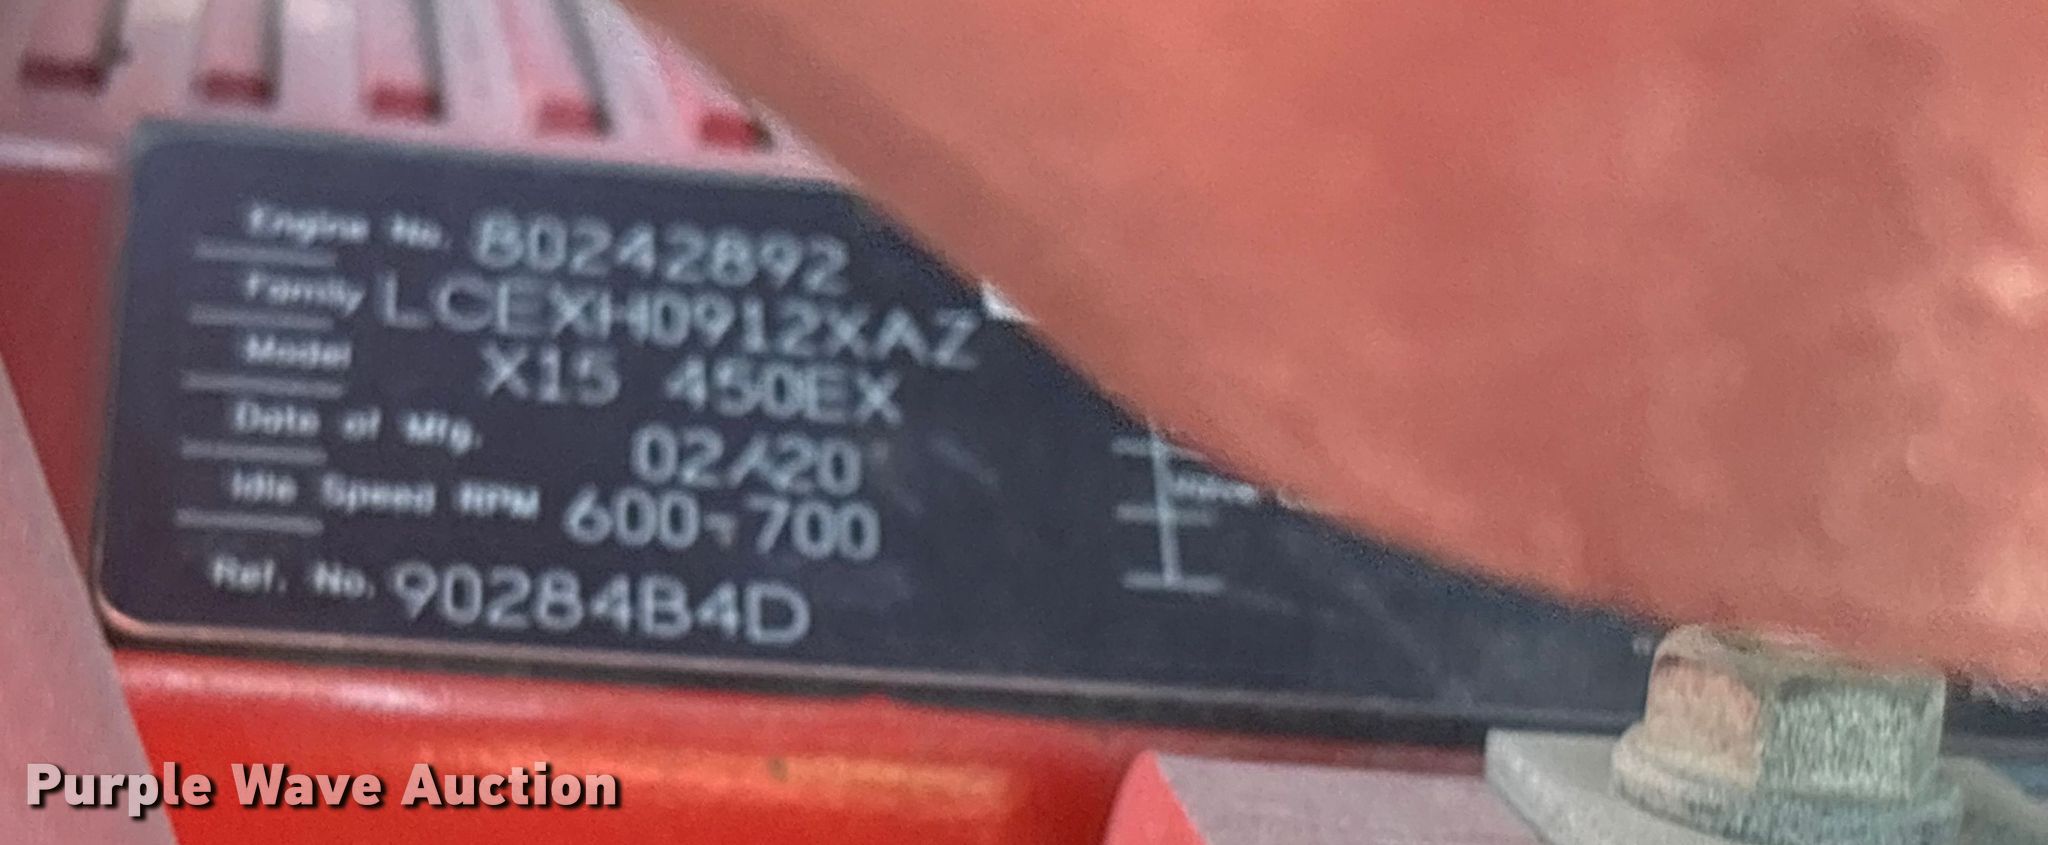 Engine No. 80242892
Family LCEXH0912XAZ
Model X15 450EX
Date of Mfg. 02/20
Idle Speed RPM 600-700
Ref. No. 90284B4D
Valve
Purple Wave Auction